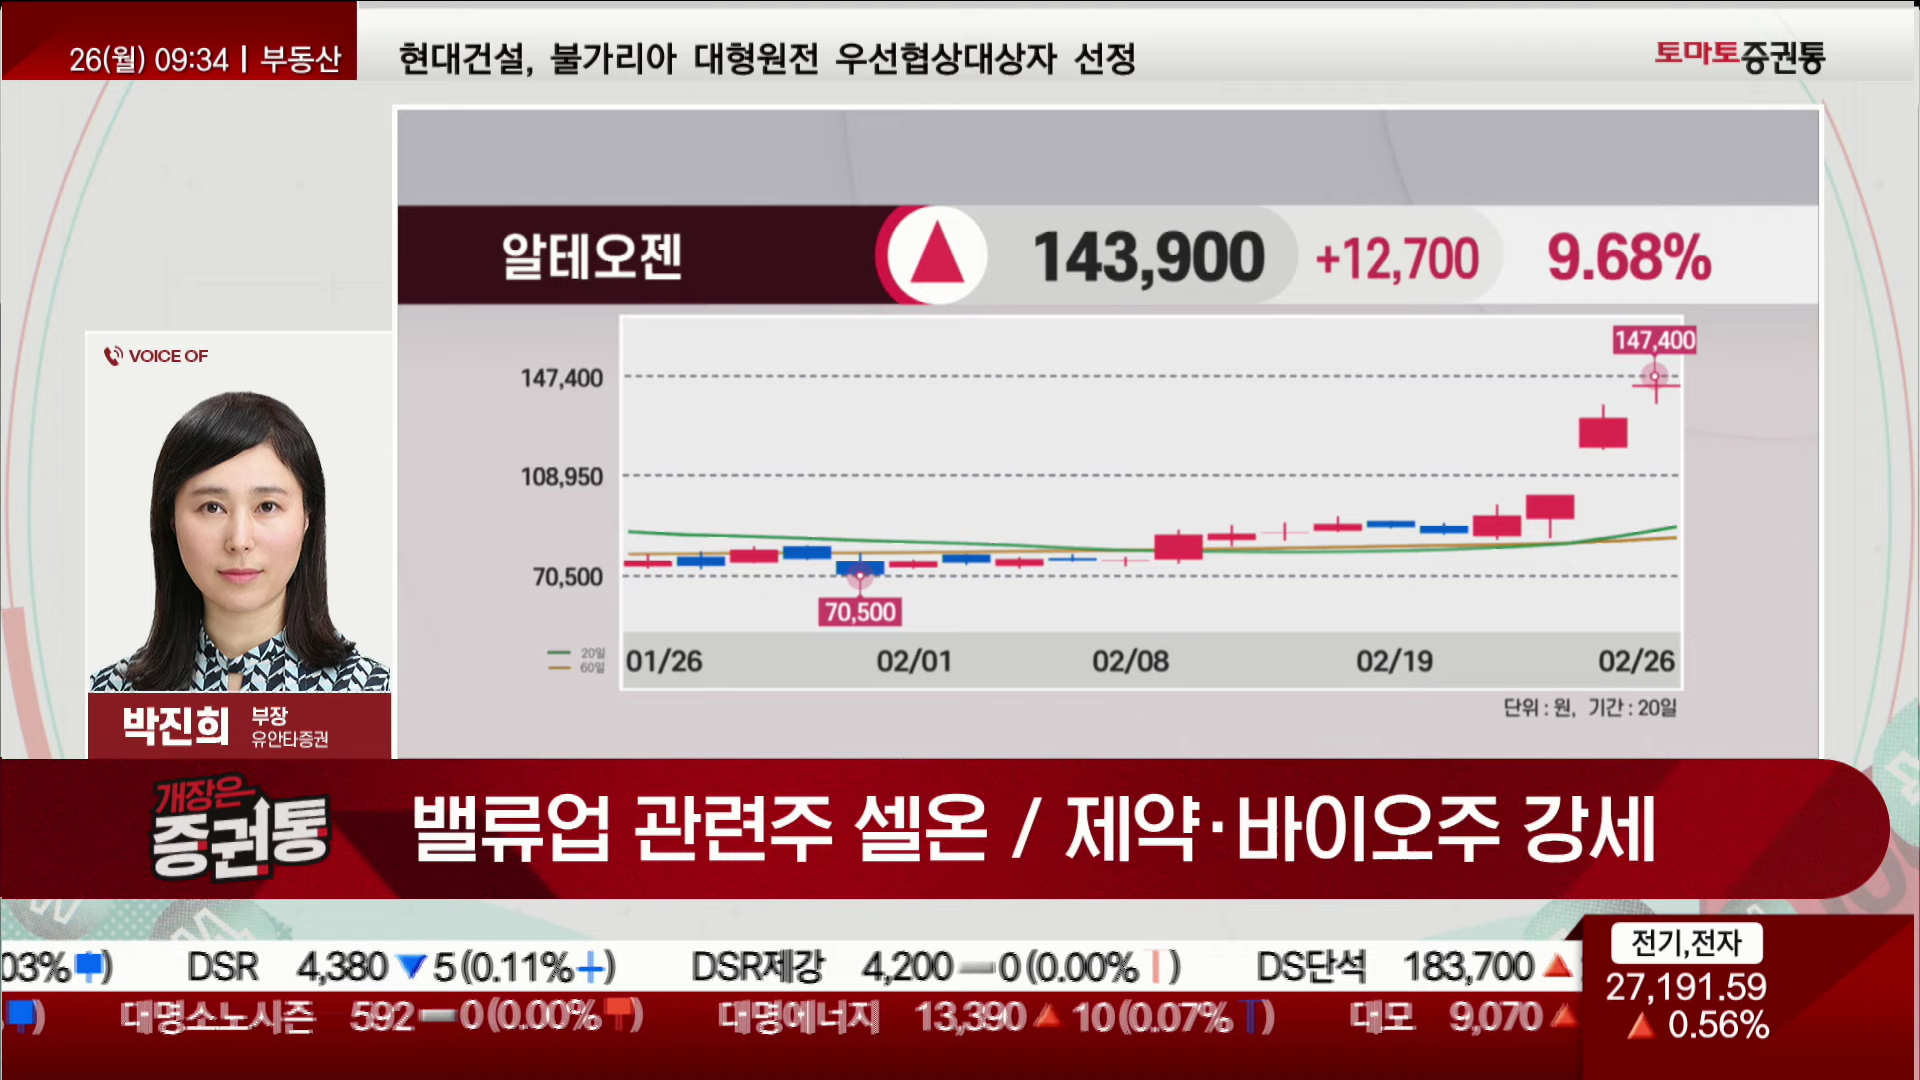 26(월) 09:34 | 부동산
현대건설, 불가리아 대형원전 우선협상대상자 선정
토마토증권통
알테오젠 ▲ 143,900 +12,700 9.68%
147,400
147,400
108,950
70,500
70,500
20일
60일
01/26 02/01 02/08 02/19 02/26
단위 : 원, 기간 : 20일
VOICE OF
박진희 부장
유안타증권
개장은
증권통
밸류업 관련주 셀온 / 제약·바이오주 강세
03% ) DSR 4,380 ▼ 5 (0.11% ) DSR제강 4,200 0 (0.00% ) DS단석 183,700 ▲
) 대명소노시즌 592 0 (0.00% ) 대명에너지 13,390 ▲ 10 (0.07% ) 대모 9,070 ▲
전기,전자
27,191.59
▲ 0.56%